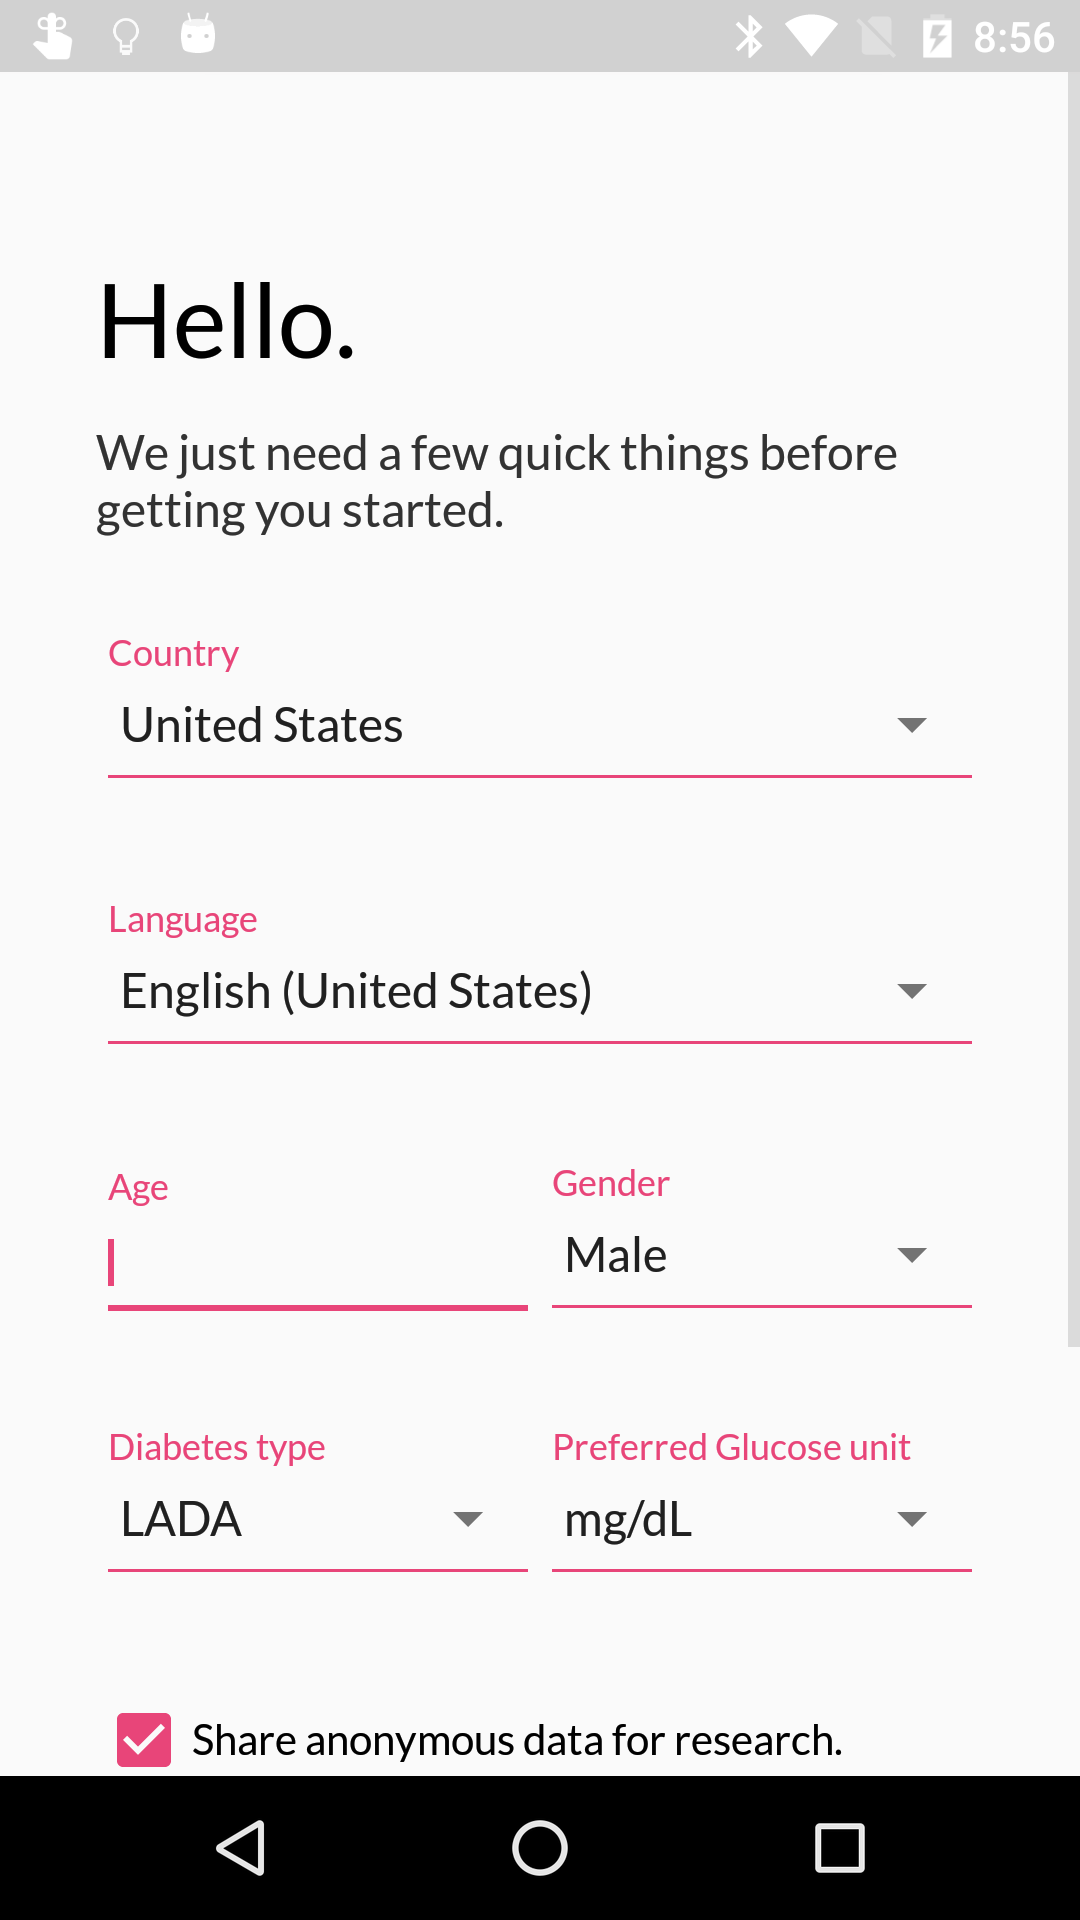 8:56
Hello.
We just need a few quick things before
getting you started.
Country
United States
Language
English (United States)
Age
Gender
Male
Diabetes type
Preferred Glucose unit
LADA
mg/dL
Share anonymous data for research.